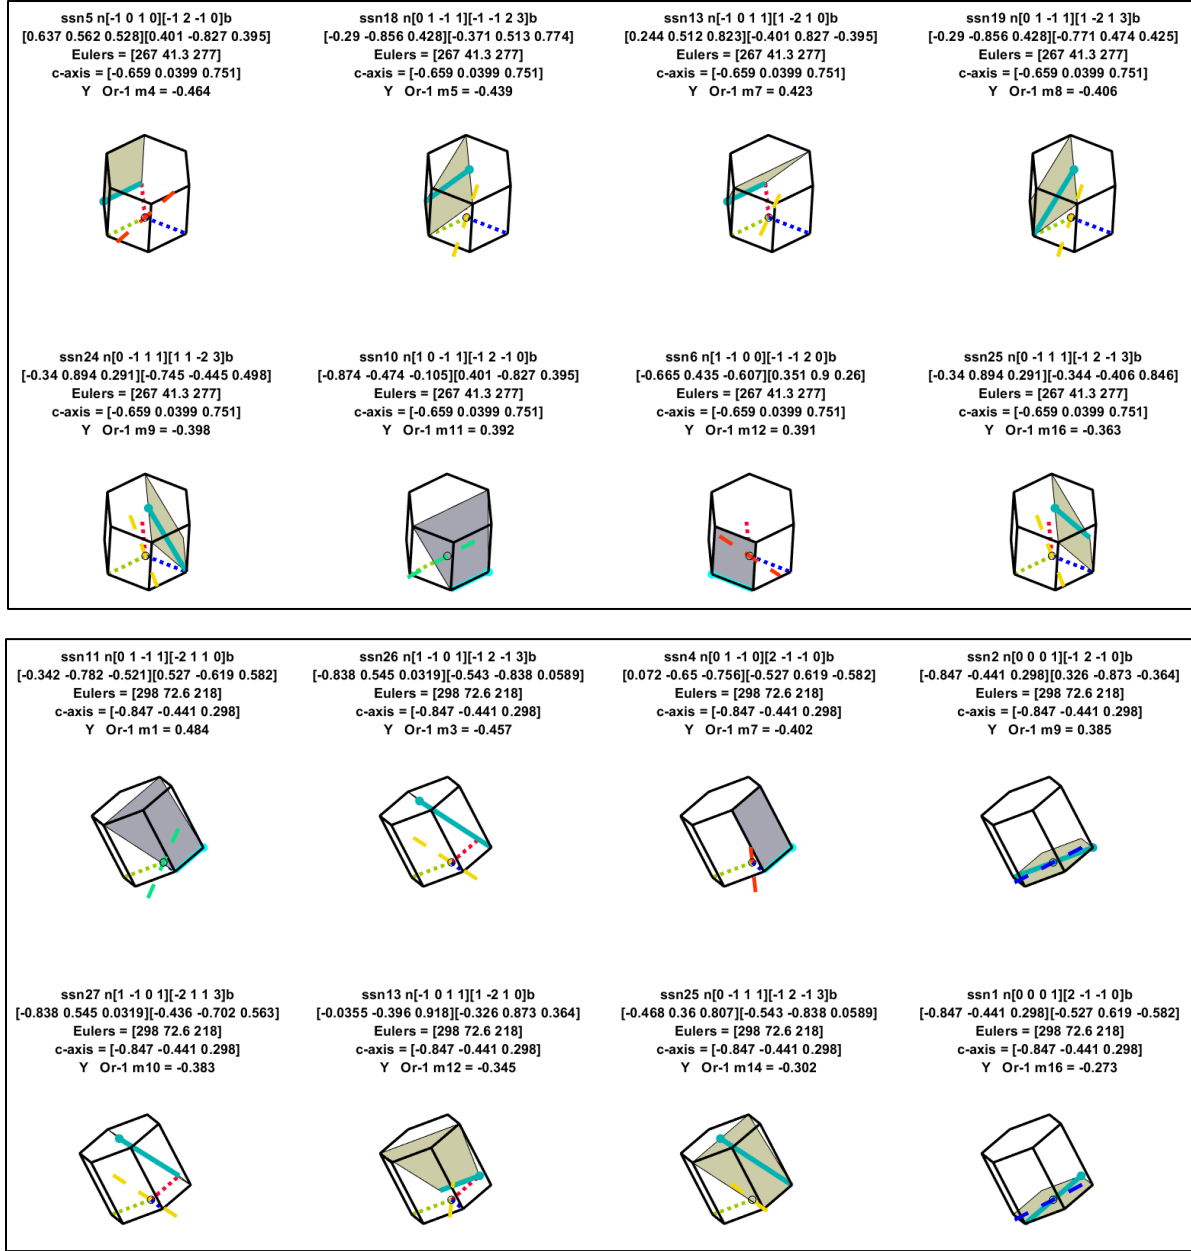 ssn5 n[-1 0 1 0][-1 2 -1 0]b
[0.637 0.562 0.528][0.401 -0.827 0.395]
Eulers = [267 41.3 277]
c-axis = [-0.659 0.0399 0.751]
Y Or-1 m4 = -0.464
ssn18 n[0 1 -1 1][-1 -1 2 3]b
[-0.29 -0.856 0.428][-0.371 0.513 0.774]
Eulers = [267 41.3 277]
c-axis = [-0.659 0.0399 0.751]
Y Or-1 m5 = -0.439
ssn13 n[-1 0 1 1][1 -2 1 0]b
[0.244 0.512 0.823][-0.401 0.827 -0.395]
Eulers = [267 41.3 277]
c-axis = [-0.659 0.0399 0.751]
Y Or-1 m7 = 0.423
ssn19 n[0 1 -1 1][1 -2 1 3]b
[-0.29 -0.856 0.428][-0.771 0.474 0.425]
Eulers = [267 41.3 277]
c-axis = [-0.659 0.0399 0.751]
Y Or-1 m8 = -0.406
ssn24 n[0 -1 1 1][1 1 -2 3]b
[-0.34 0.894 0.291][-0.745 -0.445 0.498]
Eulers = [267 41.3 277]
c-axis = [-0.659 0.0399 0.751]
Y Or-1 m9 = -0.398
ssn10 n[1 0 -1 1][-1 2 -1 0]b
[-0.874 -0.474 -0.105][0.401 -0.827 0.395]
Eulers = [267 41.3 277]
c-axis = [-0.659 0.0399 0.751]
Y Or-1 m11 = 0.392
ssn6 n[1 -1 0 0][-1 -1 2 0]b
[-0.665 0.435 -0.607][0.351 0.9 0.26]
Eulers = [267 41.3 277]
c-axis = [-0.659 0.0399 0.751]
Y Or-1 m12 = 0.391
ssn25 n[0 -1 1 1][-1 2 -1 3]b
[-0.34 0.894 0.291][-0.344 -0.406 0.846]
Eulers = [267 41.3 277]
c-axis = [-0.659 0.0399 0.751]
Y Or-1 m16 = -0.363
ssn11 n[0 1 -1 1][-2 1 1 0]b
[-0.342 -0.782 -0.521][0.527 -0.619 0.582]
Eulers = [298 72.6 218]
c-axis = [-0.847 -0.441 0.298]
Y Or-1 m1 = 0.484
ssn26 n[1 -1 0 1][-1 2 -1 3]b
[-0.838 0.545 0.0319][-0.543 -0.838 0.0589]
Eulers = [298 72.6 218]
c-axis = [-0.847 -0.441 0.298]
Y Or-1 m3 = -0.457
ssn4 n[0 1 -1 0][2 -1 -1 0]b
[0.072 -0.65 -0.756][-0.527 0.619 -0.582]
Eulers = [298 72.6 218]
c-axis = [-0.847 -0.441 0.298]
Y Or-1 m7 = -0.402
ssn2 n[0 0 0 1][-1 2 -1 0]b
[-0.847 -0.441 0.298][0.326 -0.873 -0.364]
Eulers = [298 72.6 218]
c-axis = [-0.847 -0.441 0.298]
Y Or-1 m9 = 0.385
ssn27 n[1 -1 0 1][-2 1 1 3]b
[-0.838 0.545 0.0319][-0.436 -0.702 0.563]
Eulers = [298 72.6 218]
c-axis = [-0.847 -0.441 0.298]
Y Or-1 m10 = -0.383
ssn13 n[-1 0 1 1][1 -2 1 0]b
[-0.0355 -0.396 0.918][-0.326 0.873 0.364]
Eulers = [298 72.6 218]
c-axis = [-0.847 -0.441 0.298]
Y Or-1 m12 = -0.345
ssn25 n[0 -1 1 1][-1 2 -1 3]b
[-0.468 0.36 0.807][-0.543 -0.838 0.0589]
Eulers = [298 72.6 218]
c-axis = [-0.847 -0.441 0.298]
Y Or-1 m14 = -0.302
ssn1 n[0 0 0 1][2 -1 -1 0]b
[-0.847 -0.441 0.298][-0.527 0.619 -0.582]
Eulers = [298 72.6 218]
c-axis = [-0.847 -0.441 0.298]
Y Or-1 m16 = -0.273